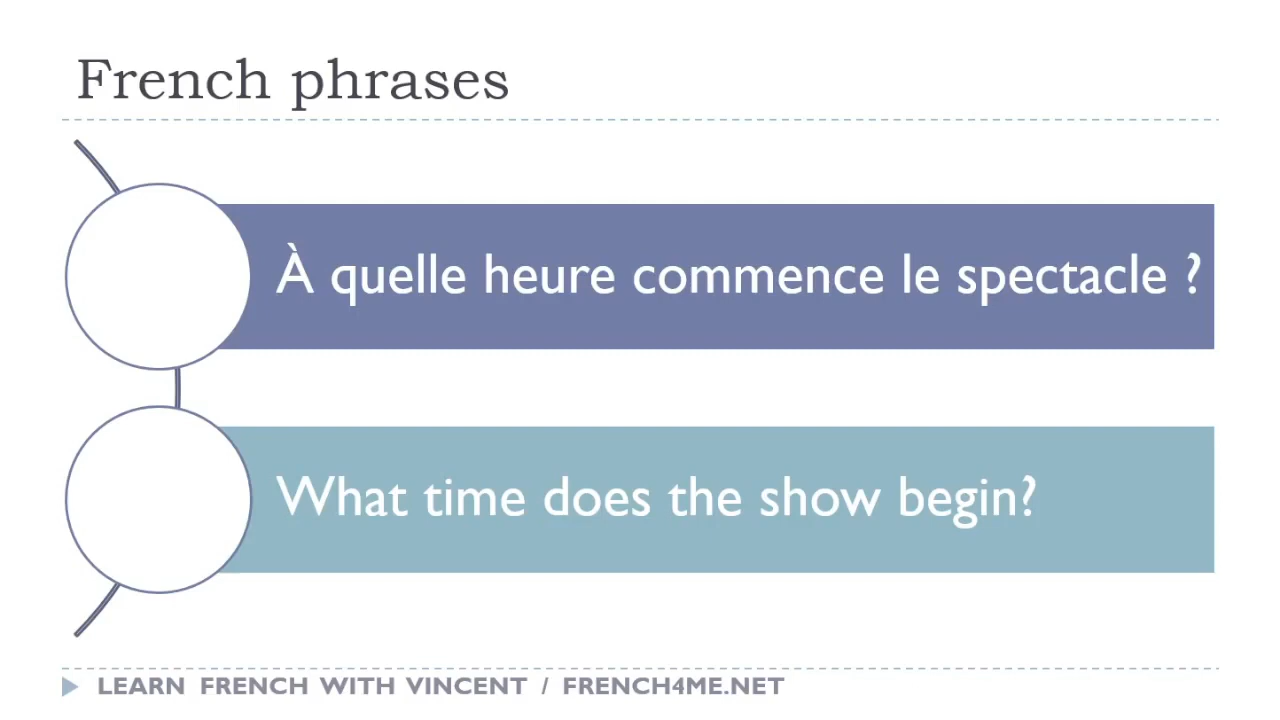 French phrases
À quelle heure commence le spectacle ?
What time does the show begin?
LEARN FRENCH WITH VINCENT / FRENCH4ME.NET